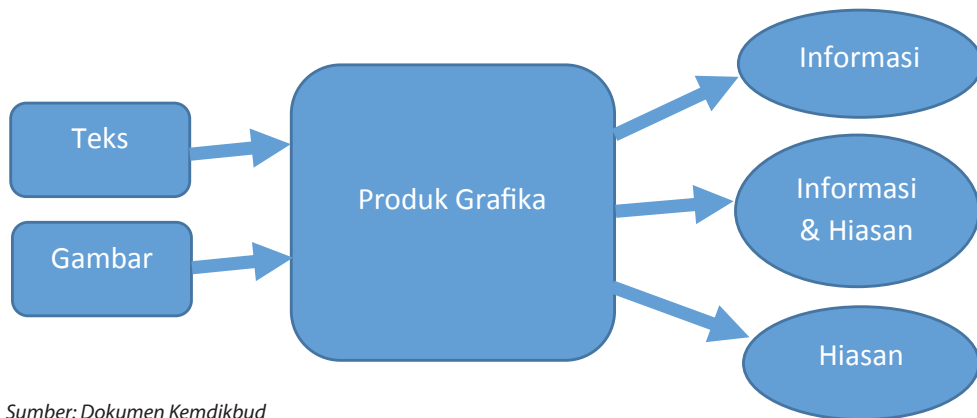 Teks
Gambar
Produk Grafika
Informasi
Informasi
& Hiasan
Hiasan
Sumber: Dokumen Kemdikbud